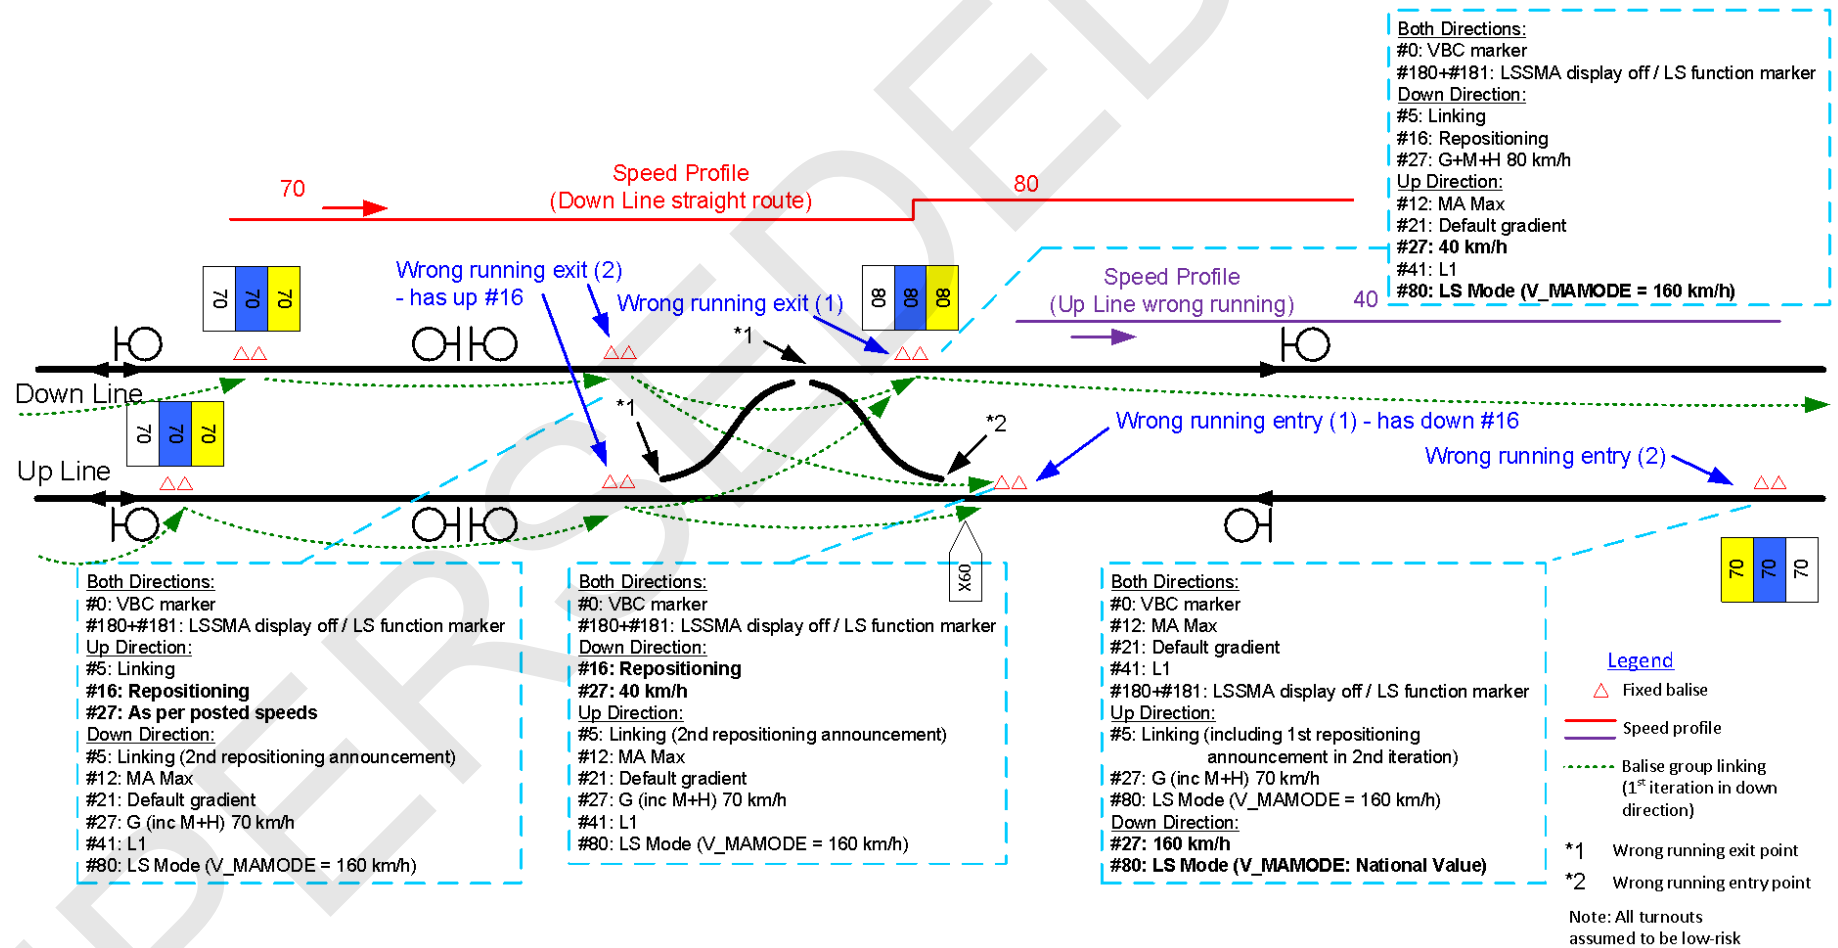 Both Directions:
#0: VBC marker
#180+#181: LSSMA display off / LS function marker
Down Direction:
#5: Linking
#16: Repositioning
#27: G+M+H 80 km/h
Up Direction:
#12: MA Max
#21: Default gradient
#27: 40 km/h
#41: L1
#80: LS Mode (V_MAMODE = 160 km/h)
70
Speed Profile
(Down Line straight route)
80
Wrong running exit (2)
- has up #16
Wrong running exit (1)
Speed Profile
(Up Line wrong running)
40
70 70 70
80 80 80
*1
Down Line
70 70 70
*1
*2
Wrong running entry (1) - has down #16
Up Line
Wrong running entry (2)
X60
70 70 70
Both Directions:
#0: VBC marker
#180+#181: LSSMA display off / LS function marker
Up Direction:
#5: Linking
#16: Repositioning
#27: As per posted speeds
Down Direction:
#5: Linking (2nd repositioning announcement)
#12: MA Max
#21: Default gradient
#27: G (inc M+H) 70 km/h
#41: L1
#80: LS Mode (V_MAMODE = 160 km/h)
Both Directions:
#0: VBC marker
#180+#181: LSSMA display off / LS function marker
Down Direction:
#16: Repositioning
#27: 40 km/h
Up Direction:
#5: Linking (2nd repositioning announcement)
#12: MA Max
#21: Default gradient
#27: G (inc M+H) 70 km/h
#41: L1
#80: LS Mode (V_MAMODE = 160 km/h)
Both Directions:
#0: VBC marker
#12: MA Max
#21: Default gradient
#41: L1
#180+#181: LSSMA display off / LS function marker
Up Direction:
#5: Linking (including 1st repositioning
announcement in 2nd iteration)
#27: G (inc M+H) 70 km/h
#80: LS Mode (V_MAMODE = 160 km/h)
Down Direction:
#27: 160 km/h
#80: LS Mode (V_MAMODE: National Value)
Legend
Fixed balise
Speed profile
Balise group linking
(1st iteration in down
direction)
*1 Wrong running exit point
*2 Wrong running entry point
Note: All turnouts
assumed to be low-risk
PERSEDED